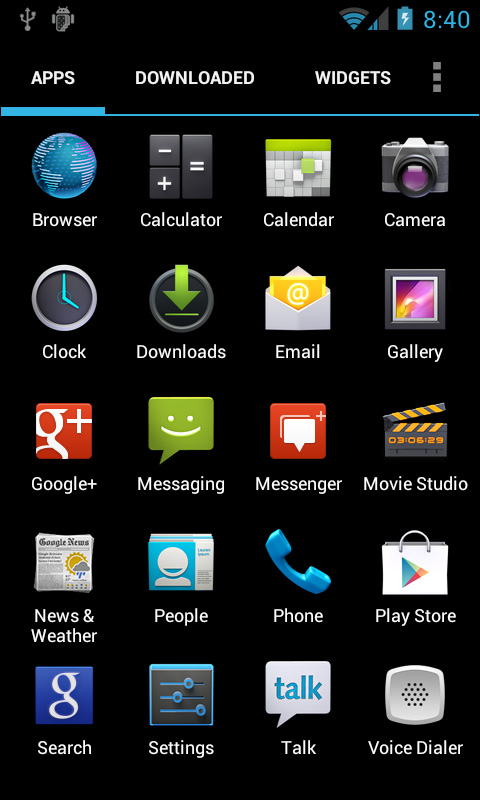 8:40
APPS DOWNLOADED WIDGETS
Browser Calculator Calendar Camera
@
Clock Downloads Email Gallery
g+
03:06:29
Google+ Messaging Messenger Movie Studio
Google News
News & Weather People Phone Play Store
g talk
Search Settings Talk Voice Dialer